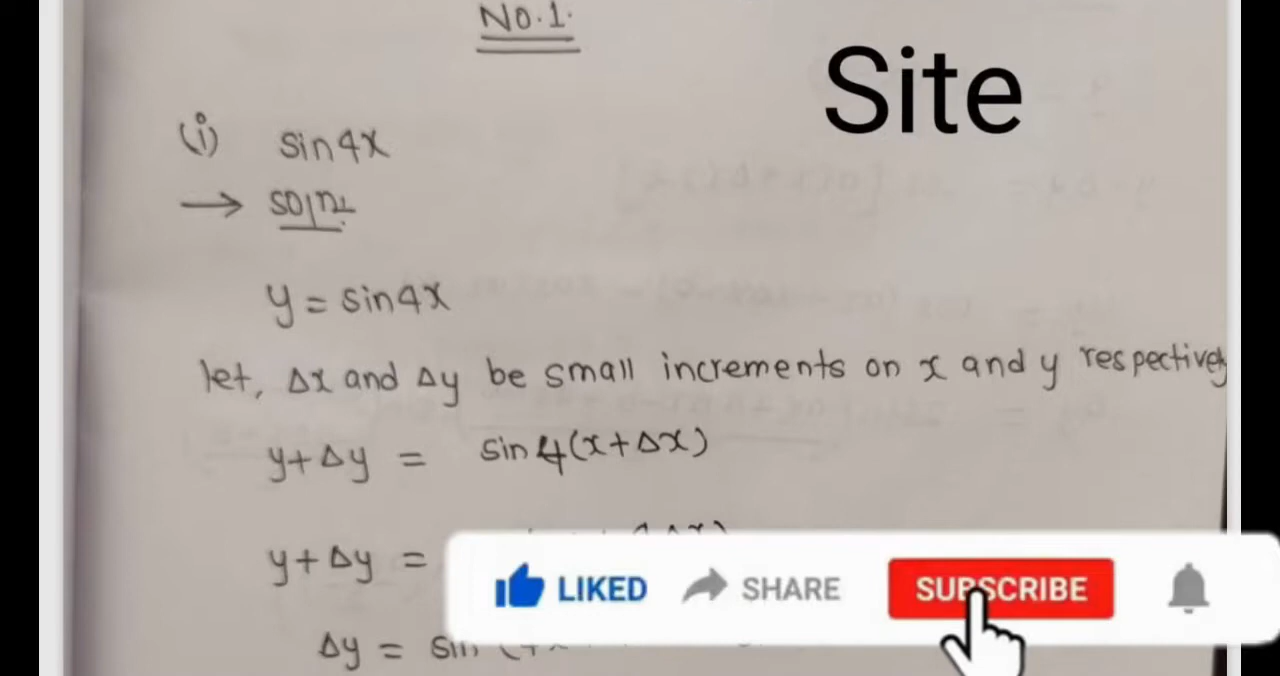 No.1.
Site
(i) sin4x
→ soln:
y = sin4x
let, Δx and Δy be small increments on x and y respectively
y+Δy = sin4(x+Δx)
y+Δy =
LIKED SHARE SUBSCRIBE
Δy = sin